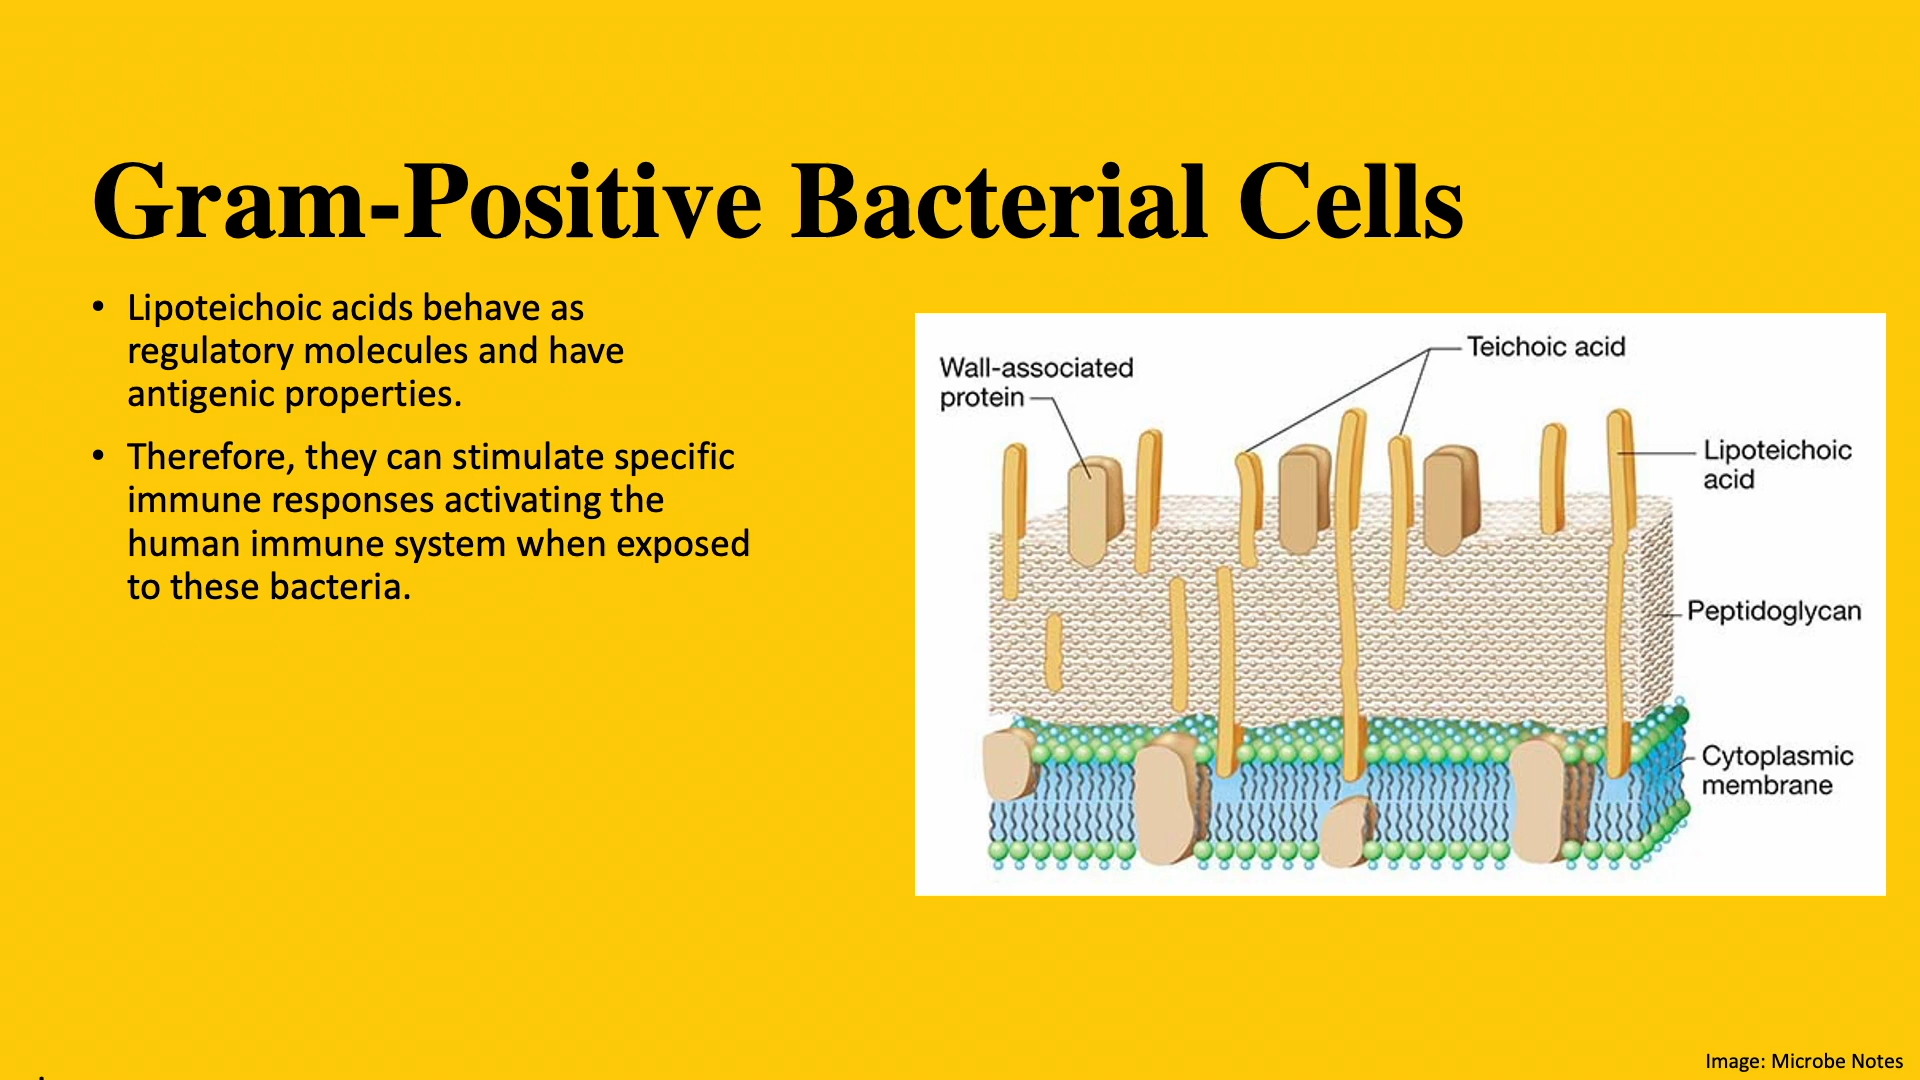 Gram-Positive Bacterial Cells
• Lipoteichoic acids behave as
regulatory molecules and have
antigenic properties.
• Therefore, they can stimulate specific
immune responses activating the
human immune system when exposed
to these bacteria.
Wall-associated
protein
Teichoic acid
Lipoteichoic
acid
Peptidoglycan
Cytoplasmic
membrane
Image: Microbe Notes